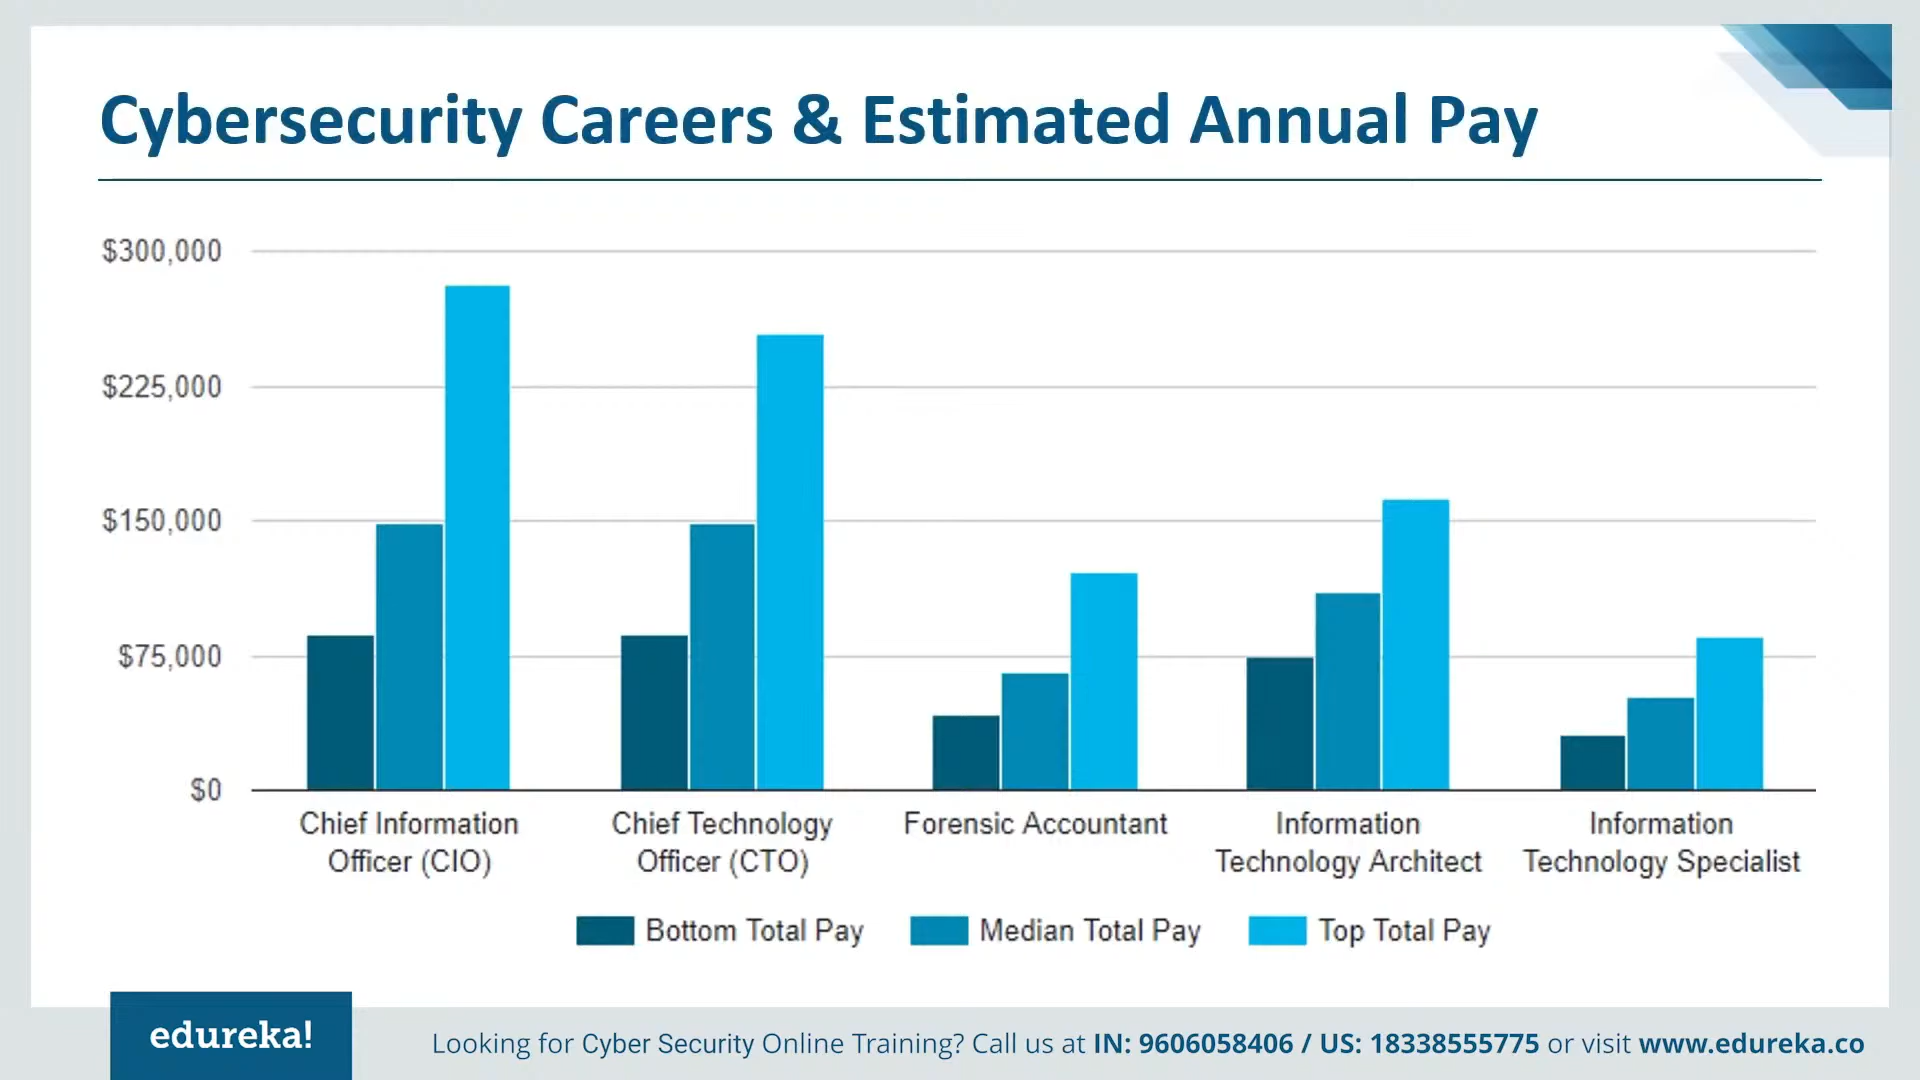 Cybersecurity Careers & Estimated Annual Pay
$300,000
$225,000
$150,000
$75,000
$0
Chief Information
Officer (CIO)
Chief Technology
Officer (CTO)
Forensic Accountant
Information
Technology Architect
Information
Technology Specialist
Bottom Total Pay
Median Total Pay
Top Total Pay
edureka!
Looking for Cyber Security Online Training? Call us at IN: 9606058406 / US: 18338555775 or visit www.edureka.co